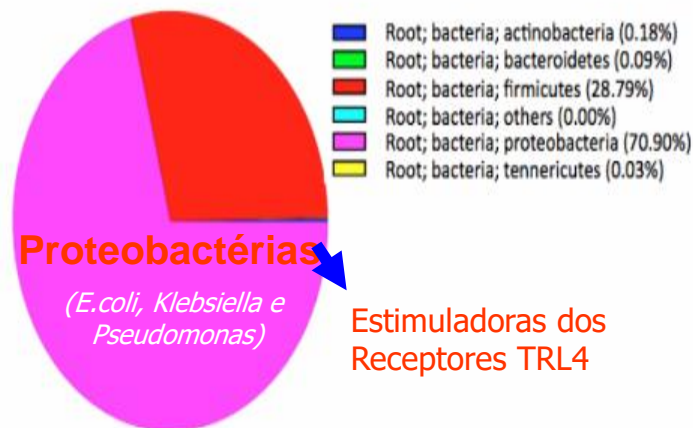 Root; bacteria; actinobacteria (0.18%)
Root; bacteria; bacteroidetes (0.09%)
Root; bacteria; firmicutes (28.79%)
Root; bacteria; others (0.00%)
Root; bacteria; proteobacteria (70.90%)
Root; bacteria; tennericutes (0.03%)
Proteobactérias
(E.coli, Klebsiella e
Pseudomonas)
Estimuladoras dos
Receptores TRL4